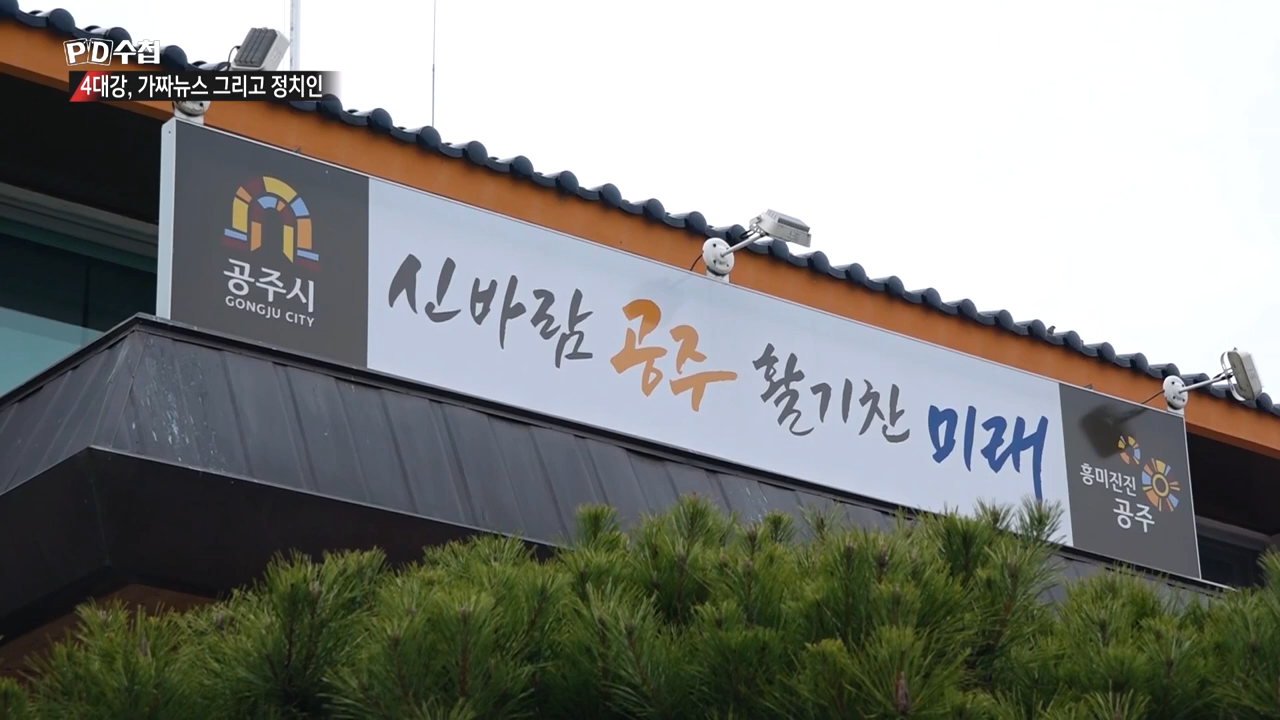 PD수첩
4대강, 가짜뉴스 그리고 정치인
공주시
GONGJU CITY
신바람 공주 활기찬 미래
흥미진진
공주